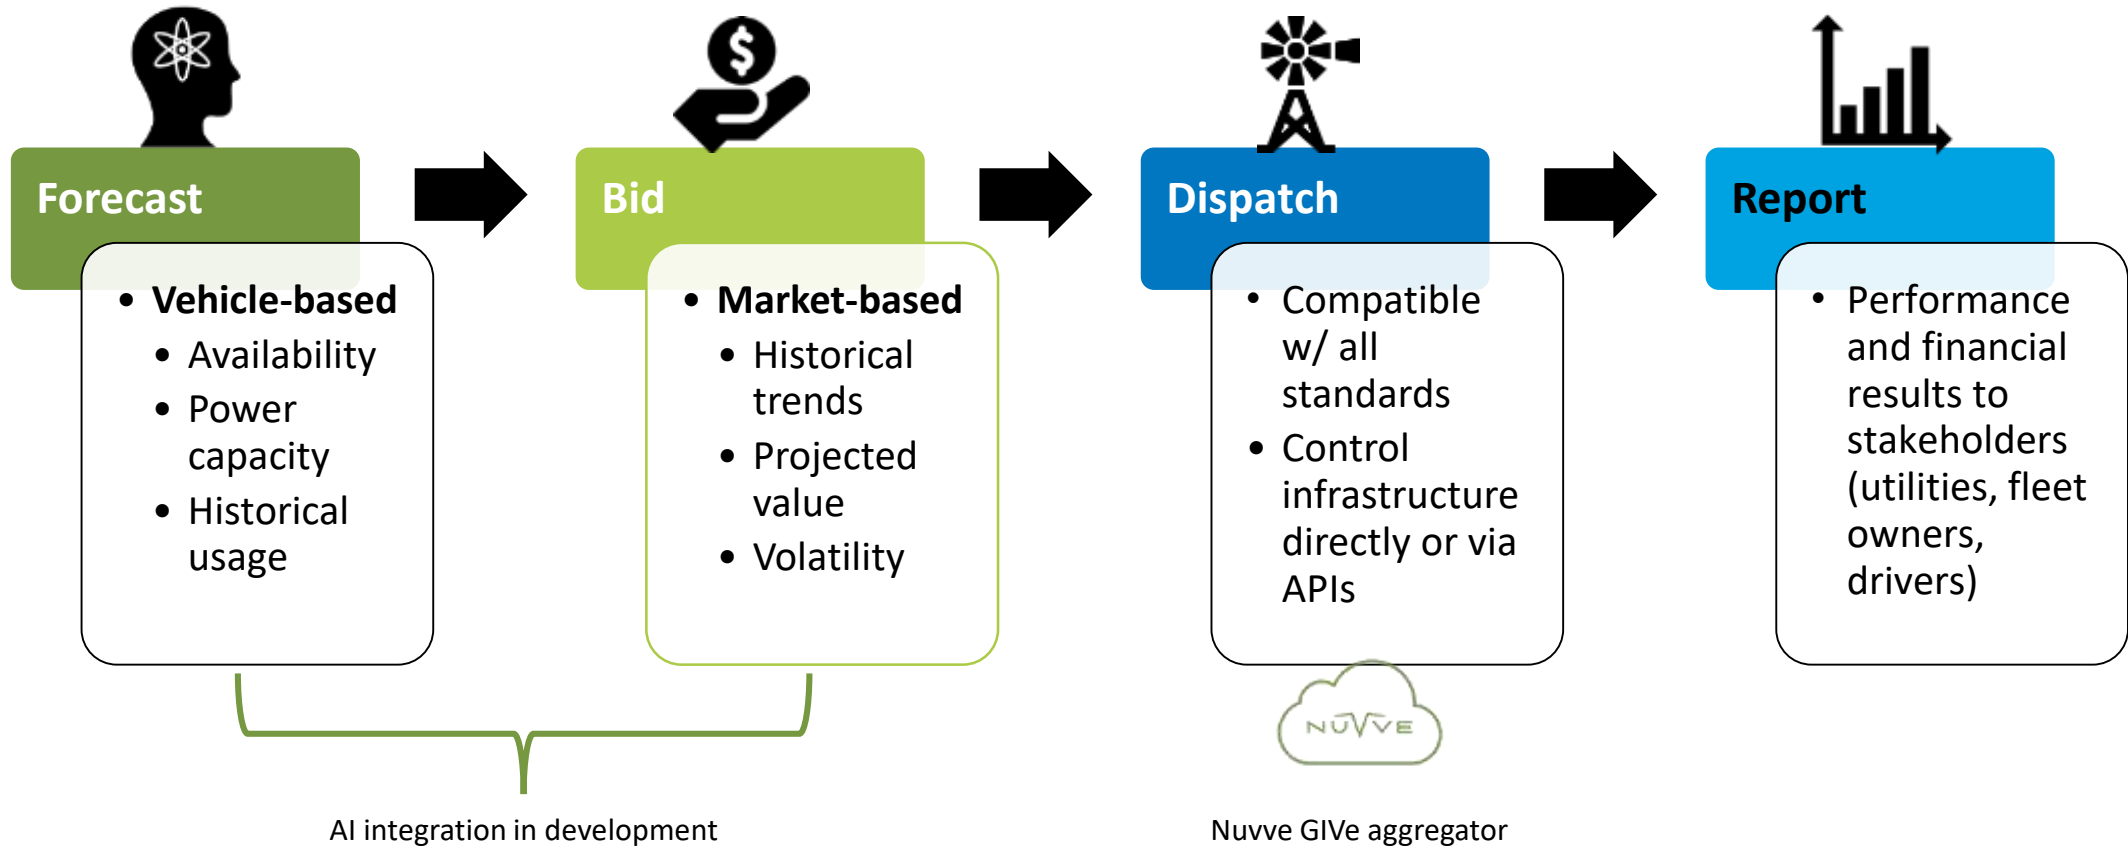 Forecast
• Vehicle-based
• Availability
• Power
capacity
• Historical
usage
Bid
• Market-based
• Historical
trends
• Projected
value
• Volatility
Dispatch
• Compatible
w/ all
standards
• Control
infrastructure
directly or via
APIs
Report
• Performance
and financial
results to
stakeholders
(utilities, fleet
owners,
drivers)
NUVVE
AI integration in development
Nuvve GIVe aggregator